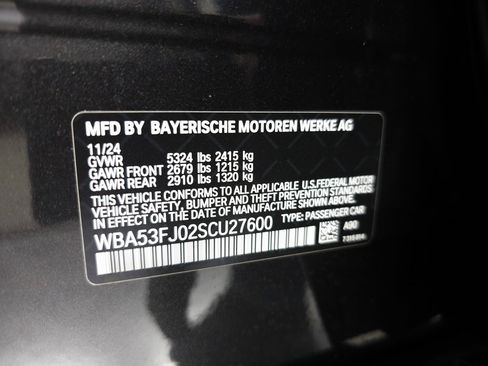 MFD BY BAYERISCHE MOTOREN WERKE AG
11/24
GVWR 5324 lbs 2415 kg
GAWR FRONT 2679 lbs 1215 kg
GAWR REAR 2910 lbs 1320 kg
THIS VEHICLE CONFORMS TO ALL APPLICABLE U.S.FEDERAL MOTOR
VEHICLE SAFETY, BUMPER AND THEFT PREVENTION STANDARDS
IN EFFECT ON THE DATE OF MANUFACTURE SHOWN ABOVE.
WBA53FJ02SCU27600 TYPE: PASSENGER CAR
A90